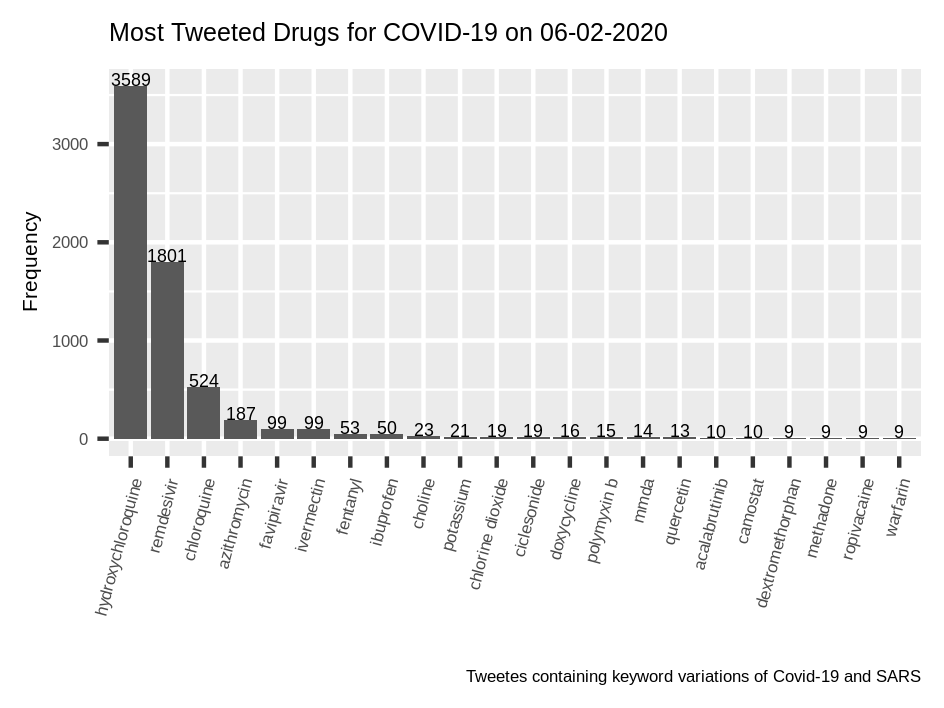 Most Tweeted Drugs for COVID-19 on 06-02-2020
Frequency
3000
2000
1000
0
3589
1801
524
187
99
99
53
50
23
21
19
19
16
15
14
13
10
10
9
9
9
9
hydroxychloroquine
remdesivir
chloroquine
azithromycin
favipiravir
ivermectin
fentanyl
ibuprofen
choline
potassium
chlorine dioxide
ciclesonide
doxycycline
polymyxin b
mmda
quercetin
acalabrutinib
camostat
dextromethorphan
methadone
ropivacaine
warfarin
Tweetes containing keyword variations of Covid-19 and SARS